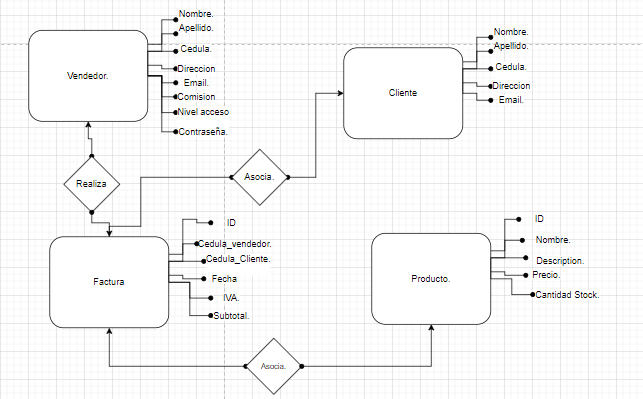 Vendedor.
Nombre.
Apellido.
Cedula.
Direccion
Email.
Comision
Nivel acceso
Contraseña.
Cliente
Nombre.
Apellido.
Cedula.
Direccion
Email.
Realiza
Asocia.
Factura
ID
Cedula_vendedor.
Cedula_Cliente.
Fecha
IVA.
Subtotal.
Producto.
ID
Nombre.
Description.
Precio.
Cantidad Stock.
Asocia.